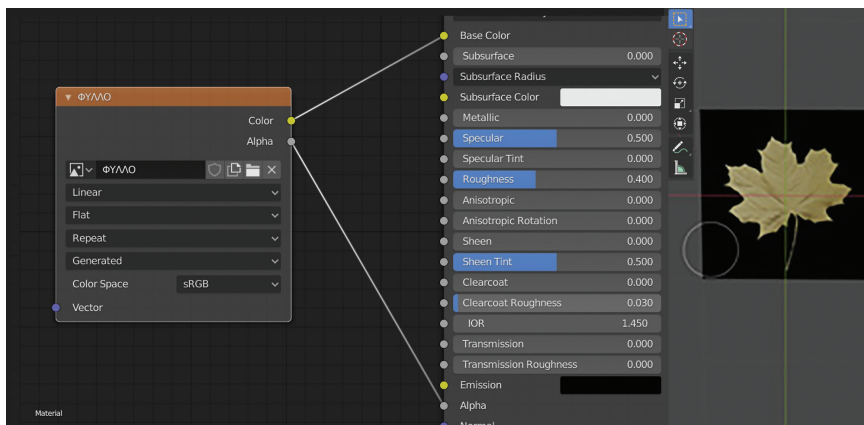 ΦΥΛΛΟ
Color
Alpha
ΦΥΛΛΟ
Linear
Flat
Repeat
Generated
Color Space sRGB
Vector
Material
Base Color
Subsurface 0.000
Subsurface Radius
Subsurface Color
Metallic 0.000
Specular 0.500
Specular Tint 0.000
Roughness 0.400
Anisotropic 0.000
Anisotropic Rotation 0.000
Sheen 0.000
Sheen Tint 0.500
Clearcoat 0.000
Clearcoat Roughness 0.030
IOR 1.450
Transmission 0.000
Transmission Roughness 0.000
Emission
Alpha
Normal